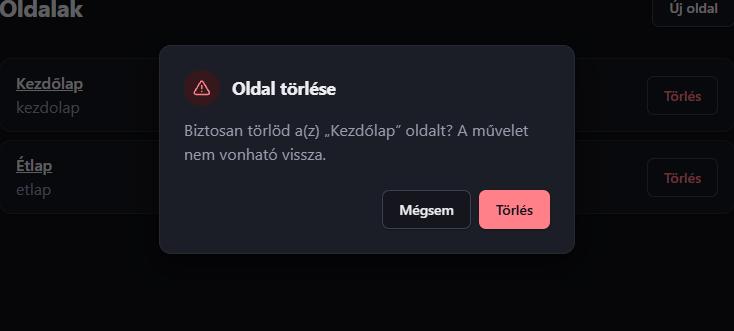 Oldalak
Új oldal
Kezdőlap
kezdolap
Törlés
Étlap
etlap
Törlés
Oldal törlése
Biztosan törlöd a(z) „Kezdőlap” oldalt? A művelet
nem vonható vissza.
Mégsem
Törlés